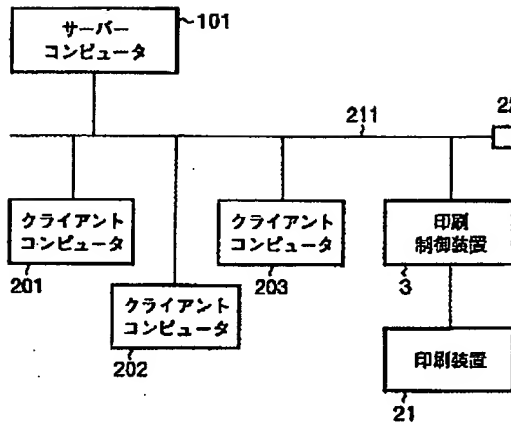 サーバー
コンピュータ
101
211
22
クライアント
コンピュータ
201
クライアント
コンピュータ
202
クライアント
コンピュータ
203
印刷
制御装置
3
印刷装置
21